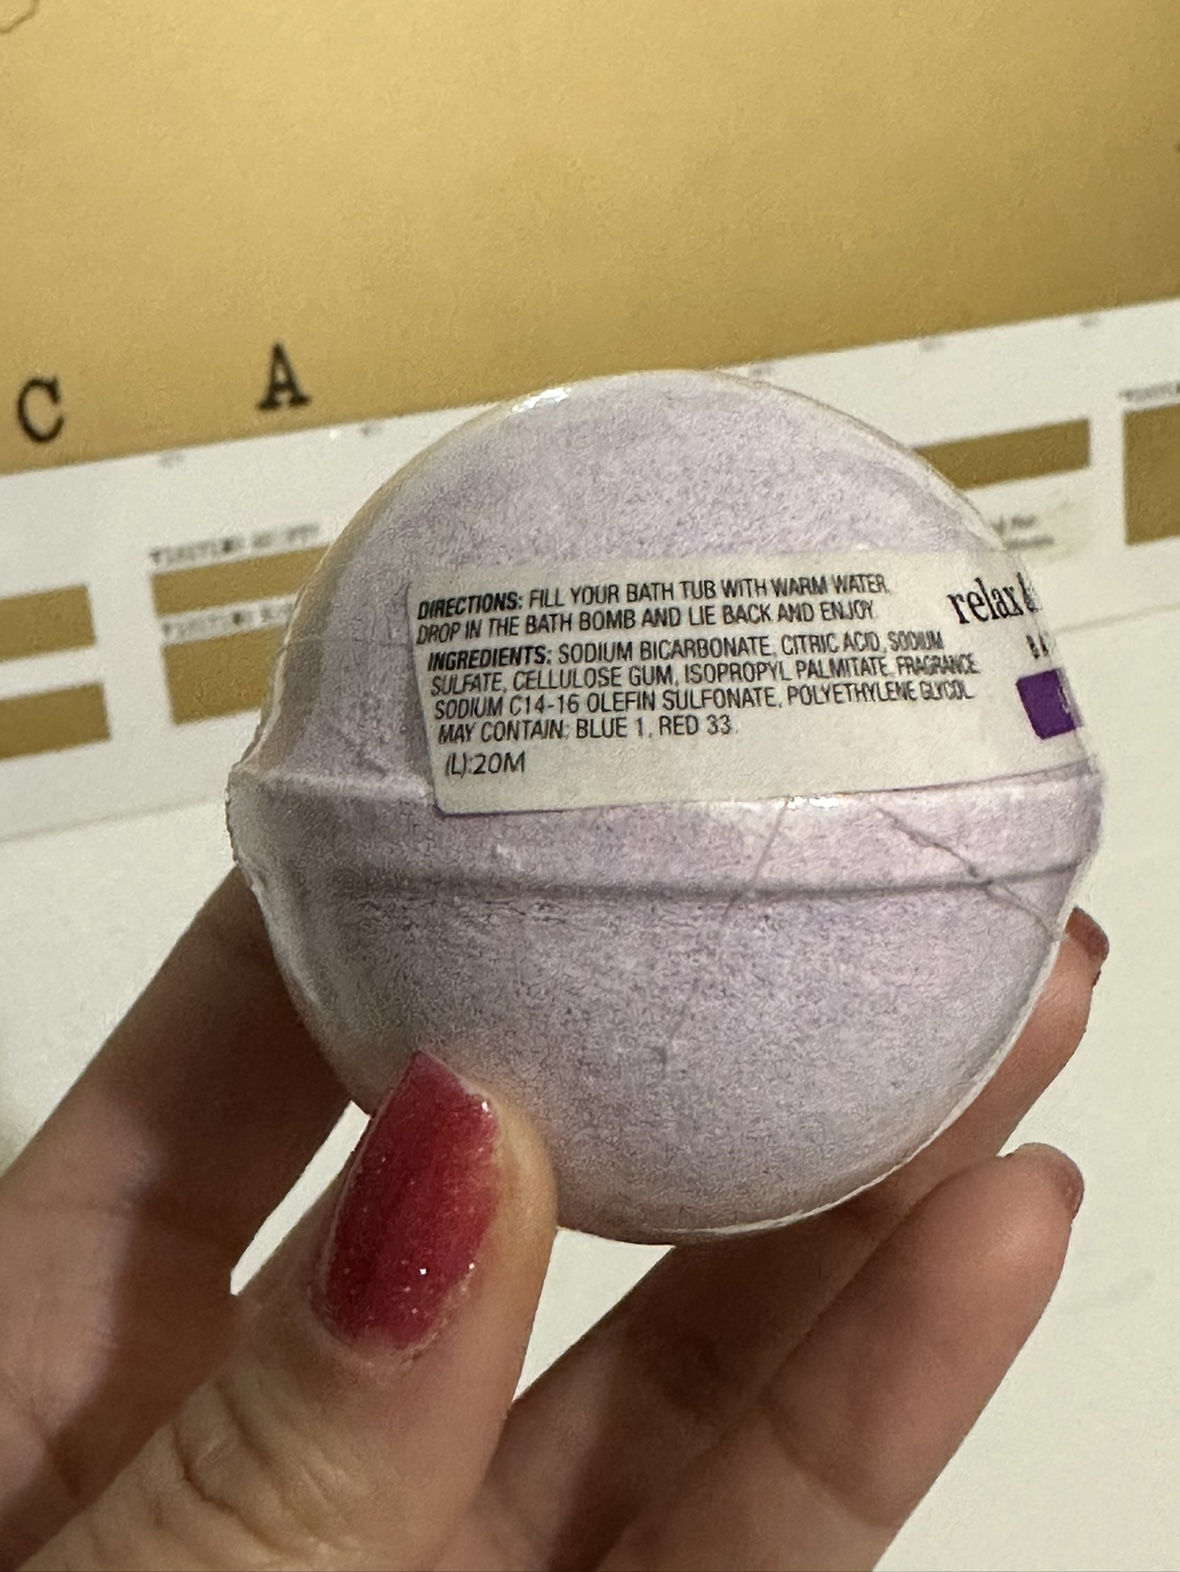 C A
DIRECTIONS: FILL YOUR BATH TUB WITH WARM WATER,
DROP IN THE BATH BOMB AND LIE BACK AND ENJOY.
INGREDIENTS: SODIUM BICARBONATE, CITRIC ACID, SODIUM
SULFATE, CELLULOSE GUM, ISOPROPYL PALMITATE, FRAGRANCE
SODIUM C14-16 OLEFIN SULFONATE, POLYETHYLENE GLYCOL
MAY CONTAIN: BLUE 1, RED 33.
(L):20M
relax &
BA